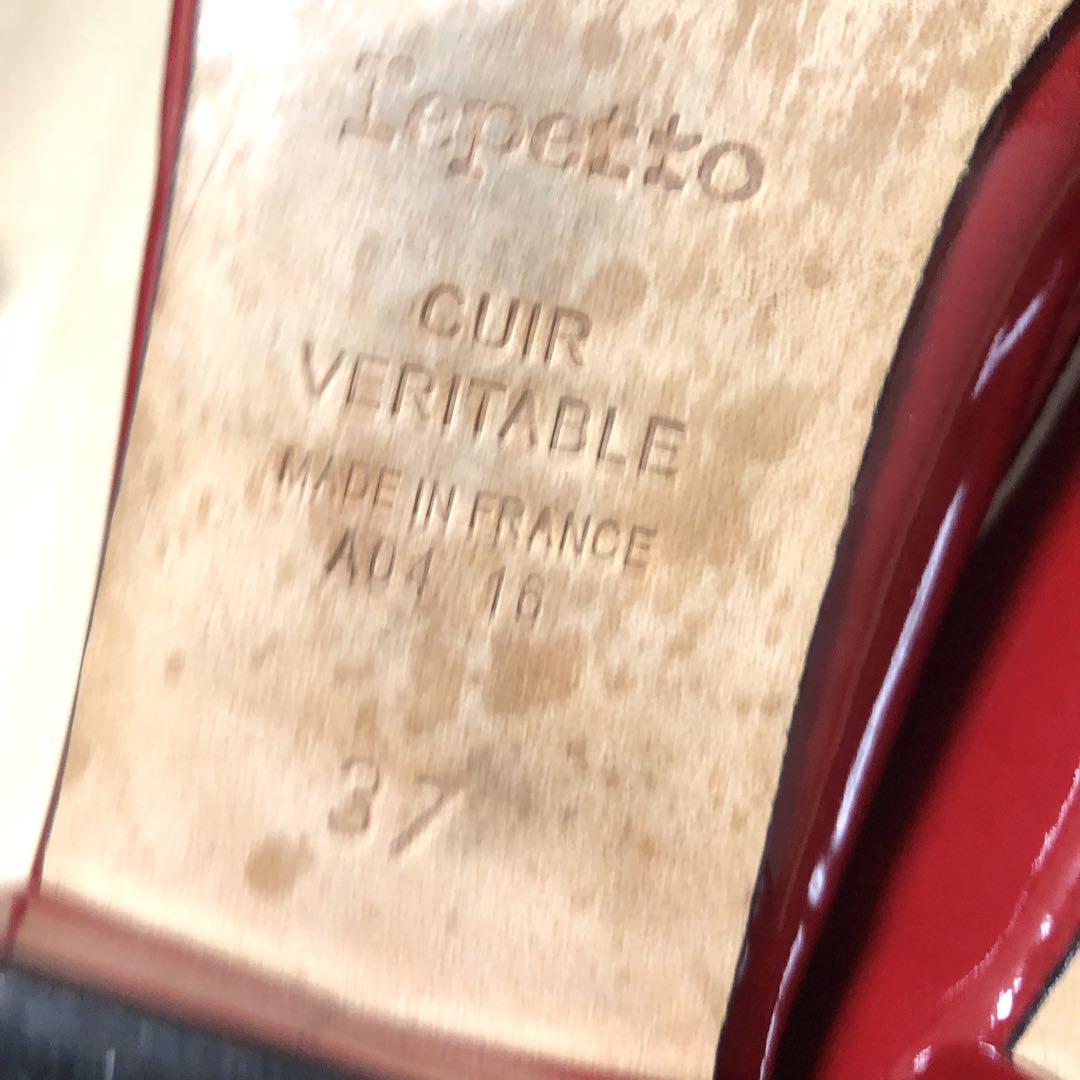 repetto
CUIR
VERITABLE
MADE IN FRANCE
A04 16
37